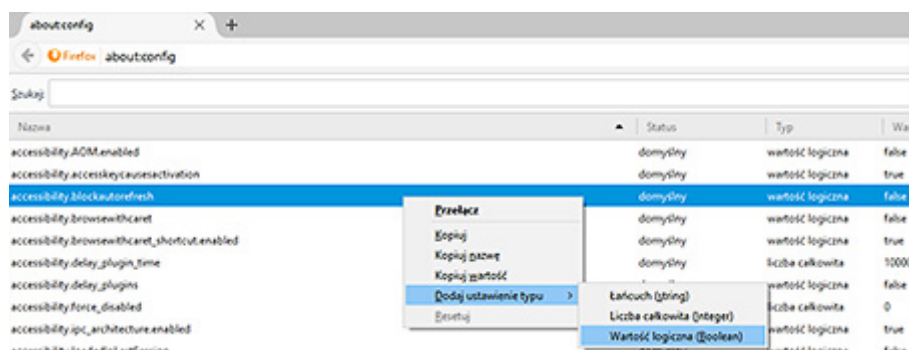 about:config
Firefox about:config
Szukaj:
Nazwa Status Typ Wa
accessibility.AOM.enabled domyślny wartość logiczna false
accessibility.accesskeycausesactivation domyślny wartość logiczna true
accessibility.blockautorefresh domyślny wartość logiczna false
accessibility.browsewithcaret domyślny wartość logiczna false
accessibility.browsewithcaret_shortcut.enabled domyślny wartość logiczna true
accessibility.delay_plugin_time domyślny liczba całkowita 10000
accessibility.delay_plugins wartość logiczna false
accessibility.force_disabled liczba całkowita 0
accessibility.ipc_architecture.enabled wartość logiczna true
Przełącz
Kopiuj
Kopiuj nazwę
Kopiuj wartość
Dodaj ustawienie typu
Resetuj
Łańcuch (string)
Liczba całkowita (Integer)
Wartość logiczna (Boolean)